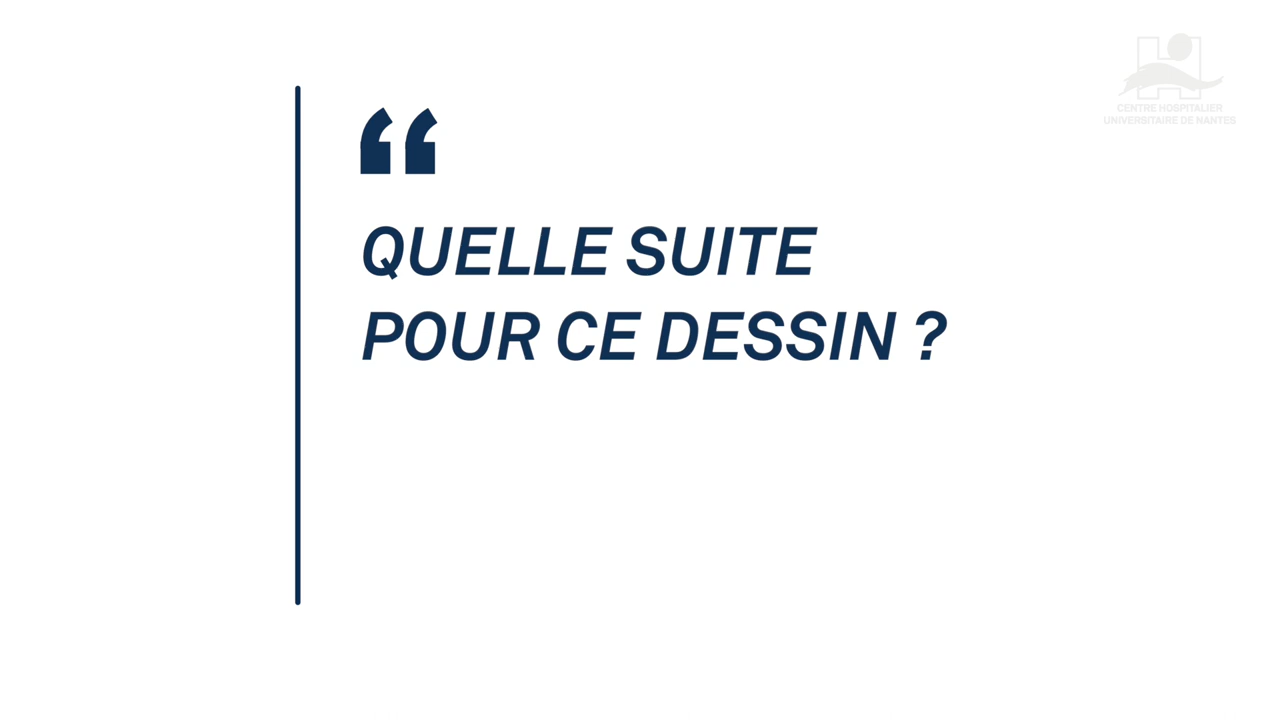 CENTRE HOSPITALIER
UNIVERSITAIRE DE NANTES
“
QUELLE SUITE
POUR CE DESSIN ?